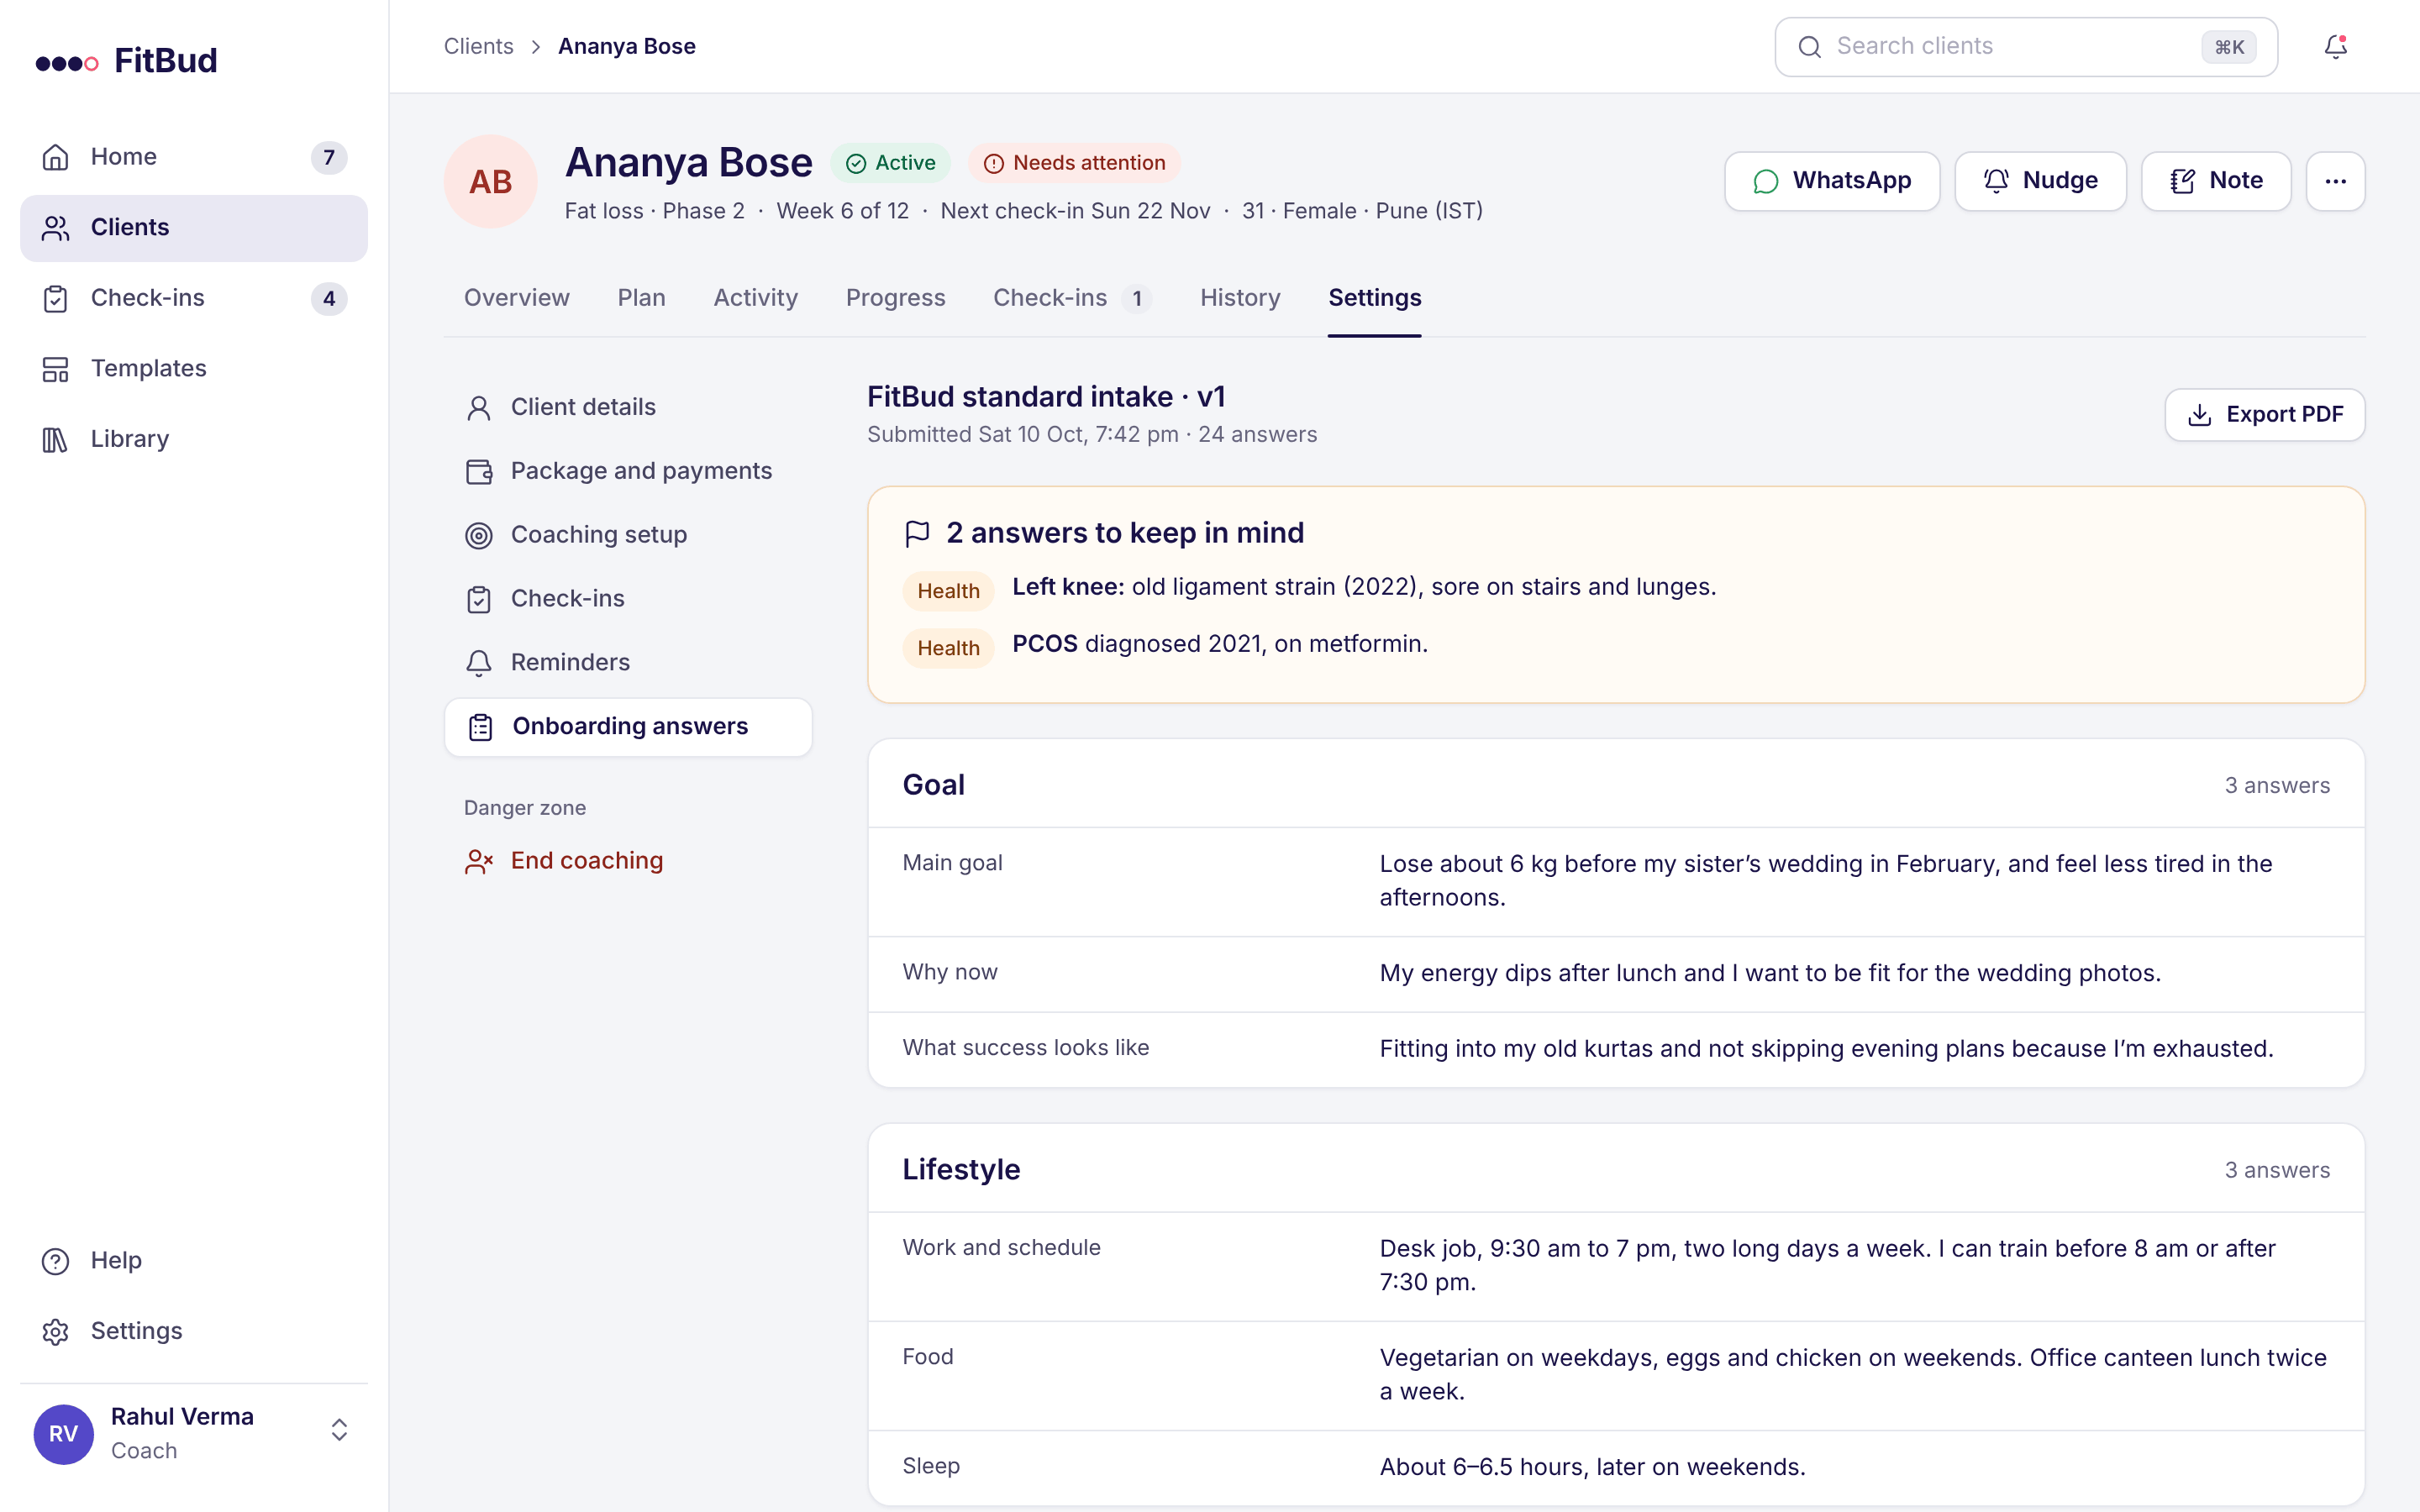 FitBud
Home 7
Clients
Check-ins 4
Templates
Library
Help
Settings
RV
Rahul Verma
Coach
Clients > Ananya Bose
Search clients ⌘K
AB
Ananya Bose Active Needs attention
Fat loss · Phase 2 · Week 6 of 12 · Next check-in Sun 22 Nov · 31 · Female · Pune (IST)
WhatsApp Nudge Note
Overview Plan Activity Progress Check-ins 1 History Settings
Client details
Package and payments
Coaching setup
Check-ins
Reminders
Onboarding answers
Danger zone
End coaching
FitBud standard intake · v1
Submitted Sat 10 Oct, 7:42 pm · 24 answers
Export PDF
2 answers to keep in mind
Health Left knee: old ligament strain (2022), sore on stairs and lunges.
Health PCOS diagnosed 2021, on metformin.
Goal 3 answers
Main goal Lose about 6 kg before my sister’s wedding in February, and feel less tired in the
afternoons.
Why now My energy dips after lunch and I want to be fit for the wedding photos.
What success looks like Fitting into my old kurtas and not skipping evening plans because I’m exhausted.
Lifestyle 3 answers
Work and schedule Desk job, 9:30 am to 7 pm, two long days a week. I can train before 8 am or after
7:30 pm.
Food Vegetarian on weekdays, eggs and chicken on weekends. Office canteen lunch twice
a week.
Sleep About 6–6.5 hours, later on weekends.